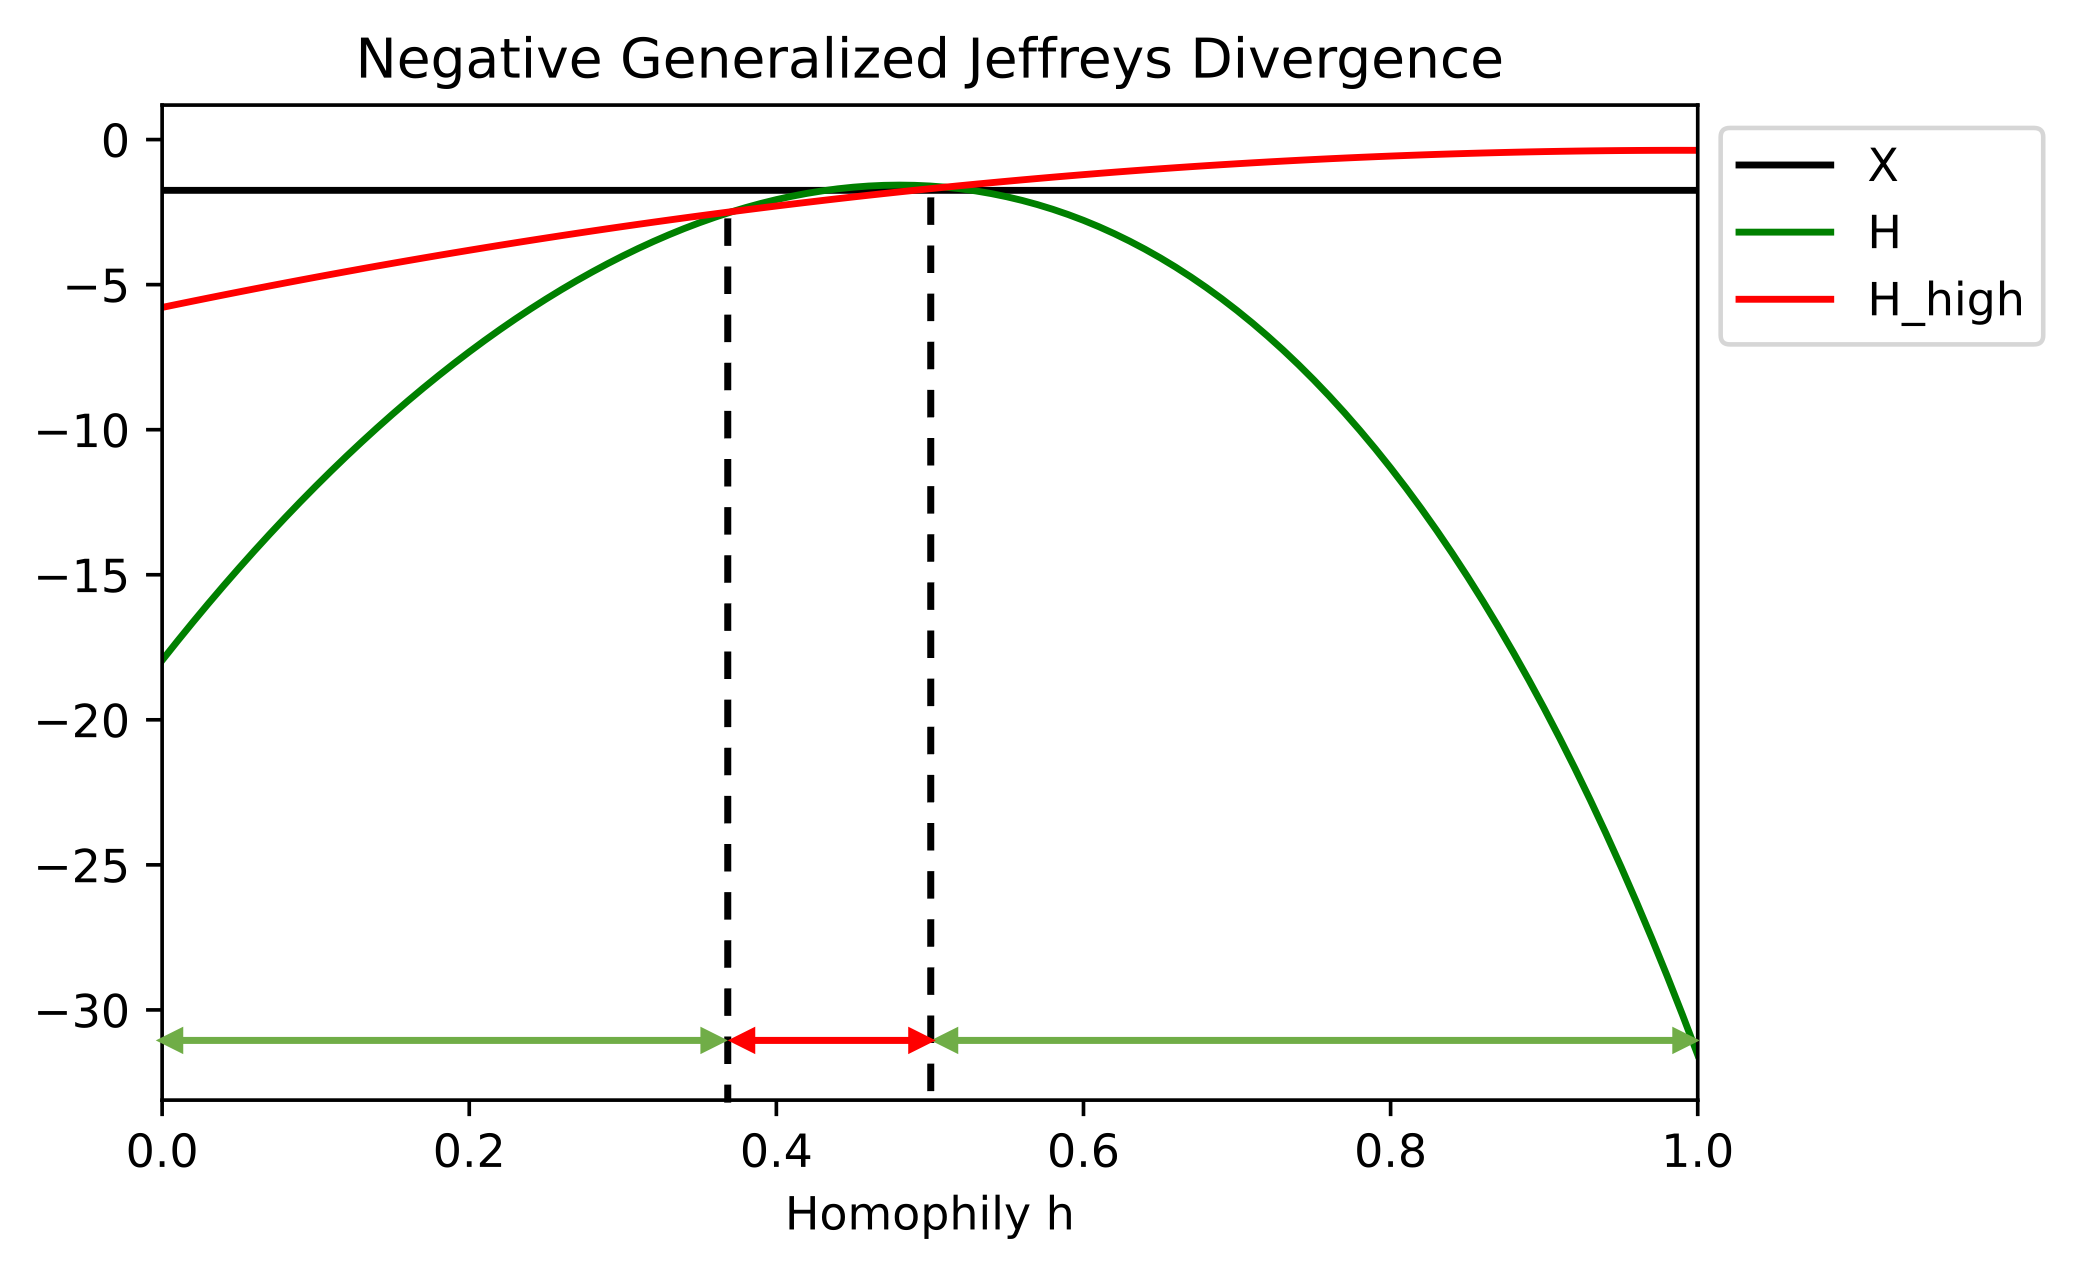 Negative Generalized Jeffreys Divergence
0
−5
−10
−15
−20
−25
−30
0.0 0.2 0.4 0.6 0.8 1.0
Homophily h
X
H
H_high